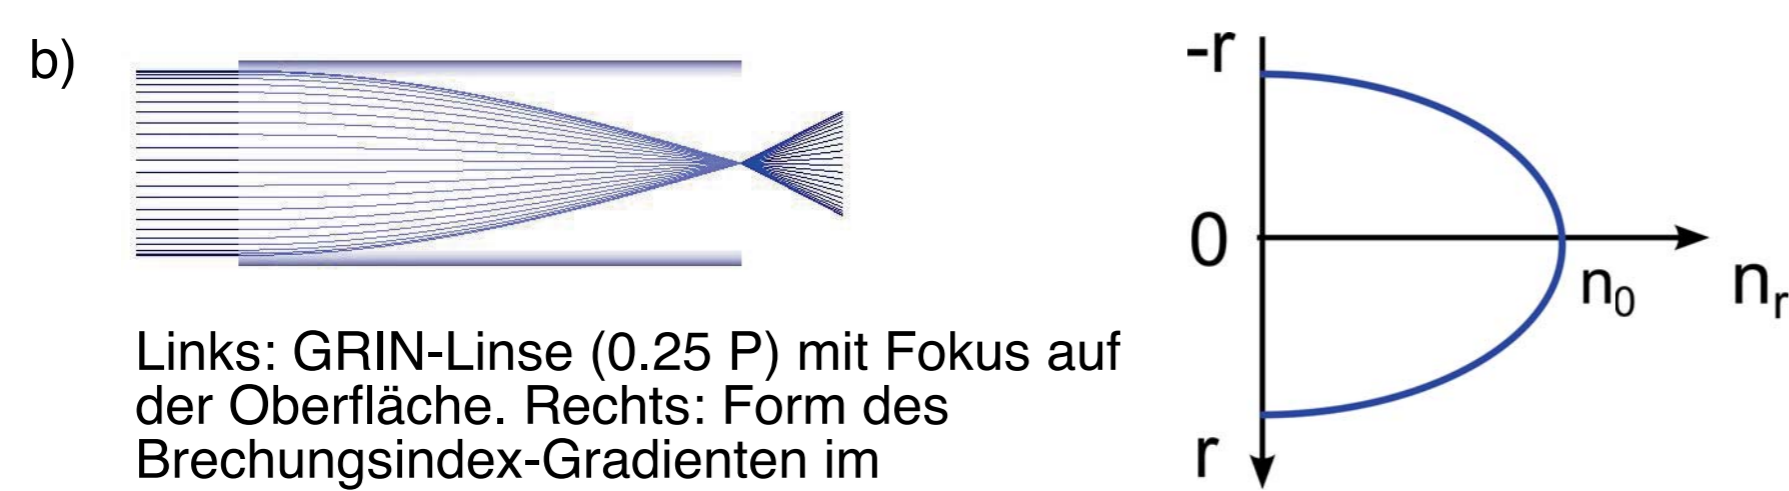 b)
-r
0
n₀
nᵣ
r
Links: GRIN-Linse (0.25 P) mit Fokus auf
der Oberfläche. Rechts: Form des
Brechungsindex-Gradienten im